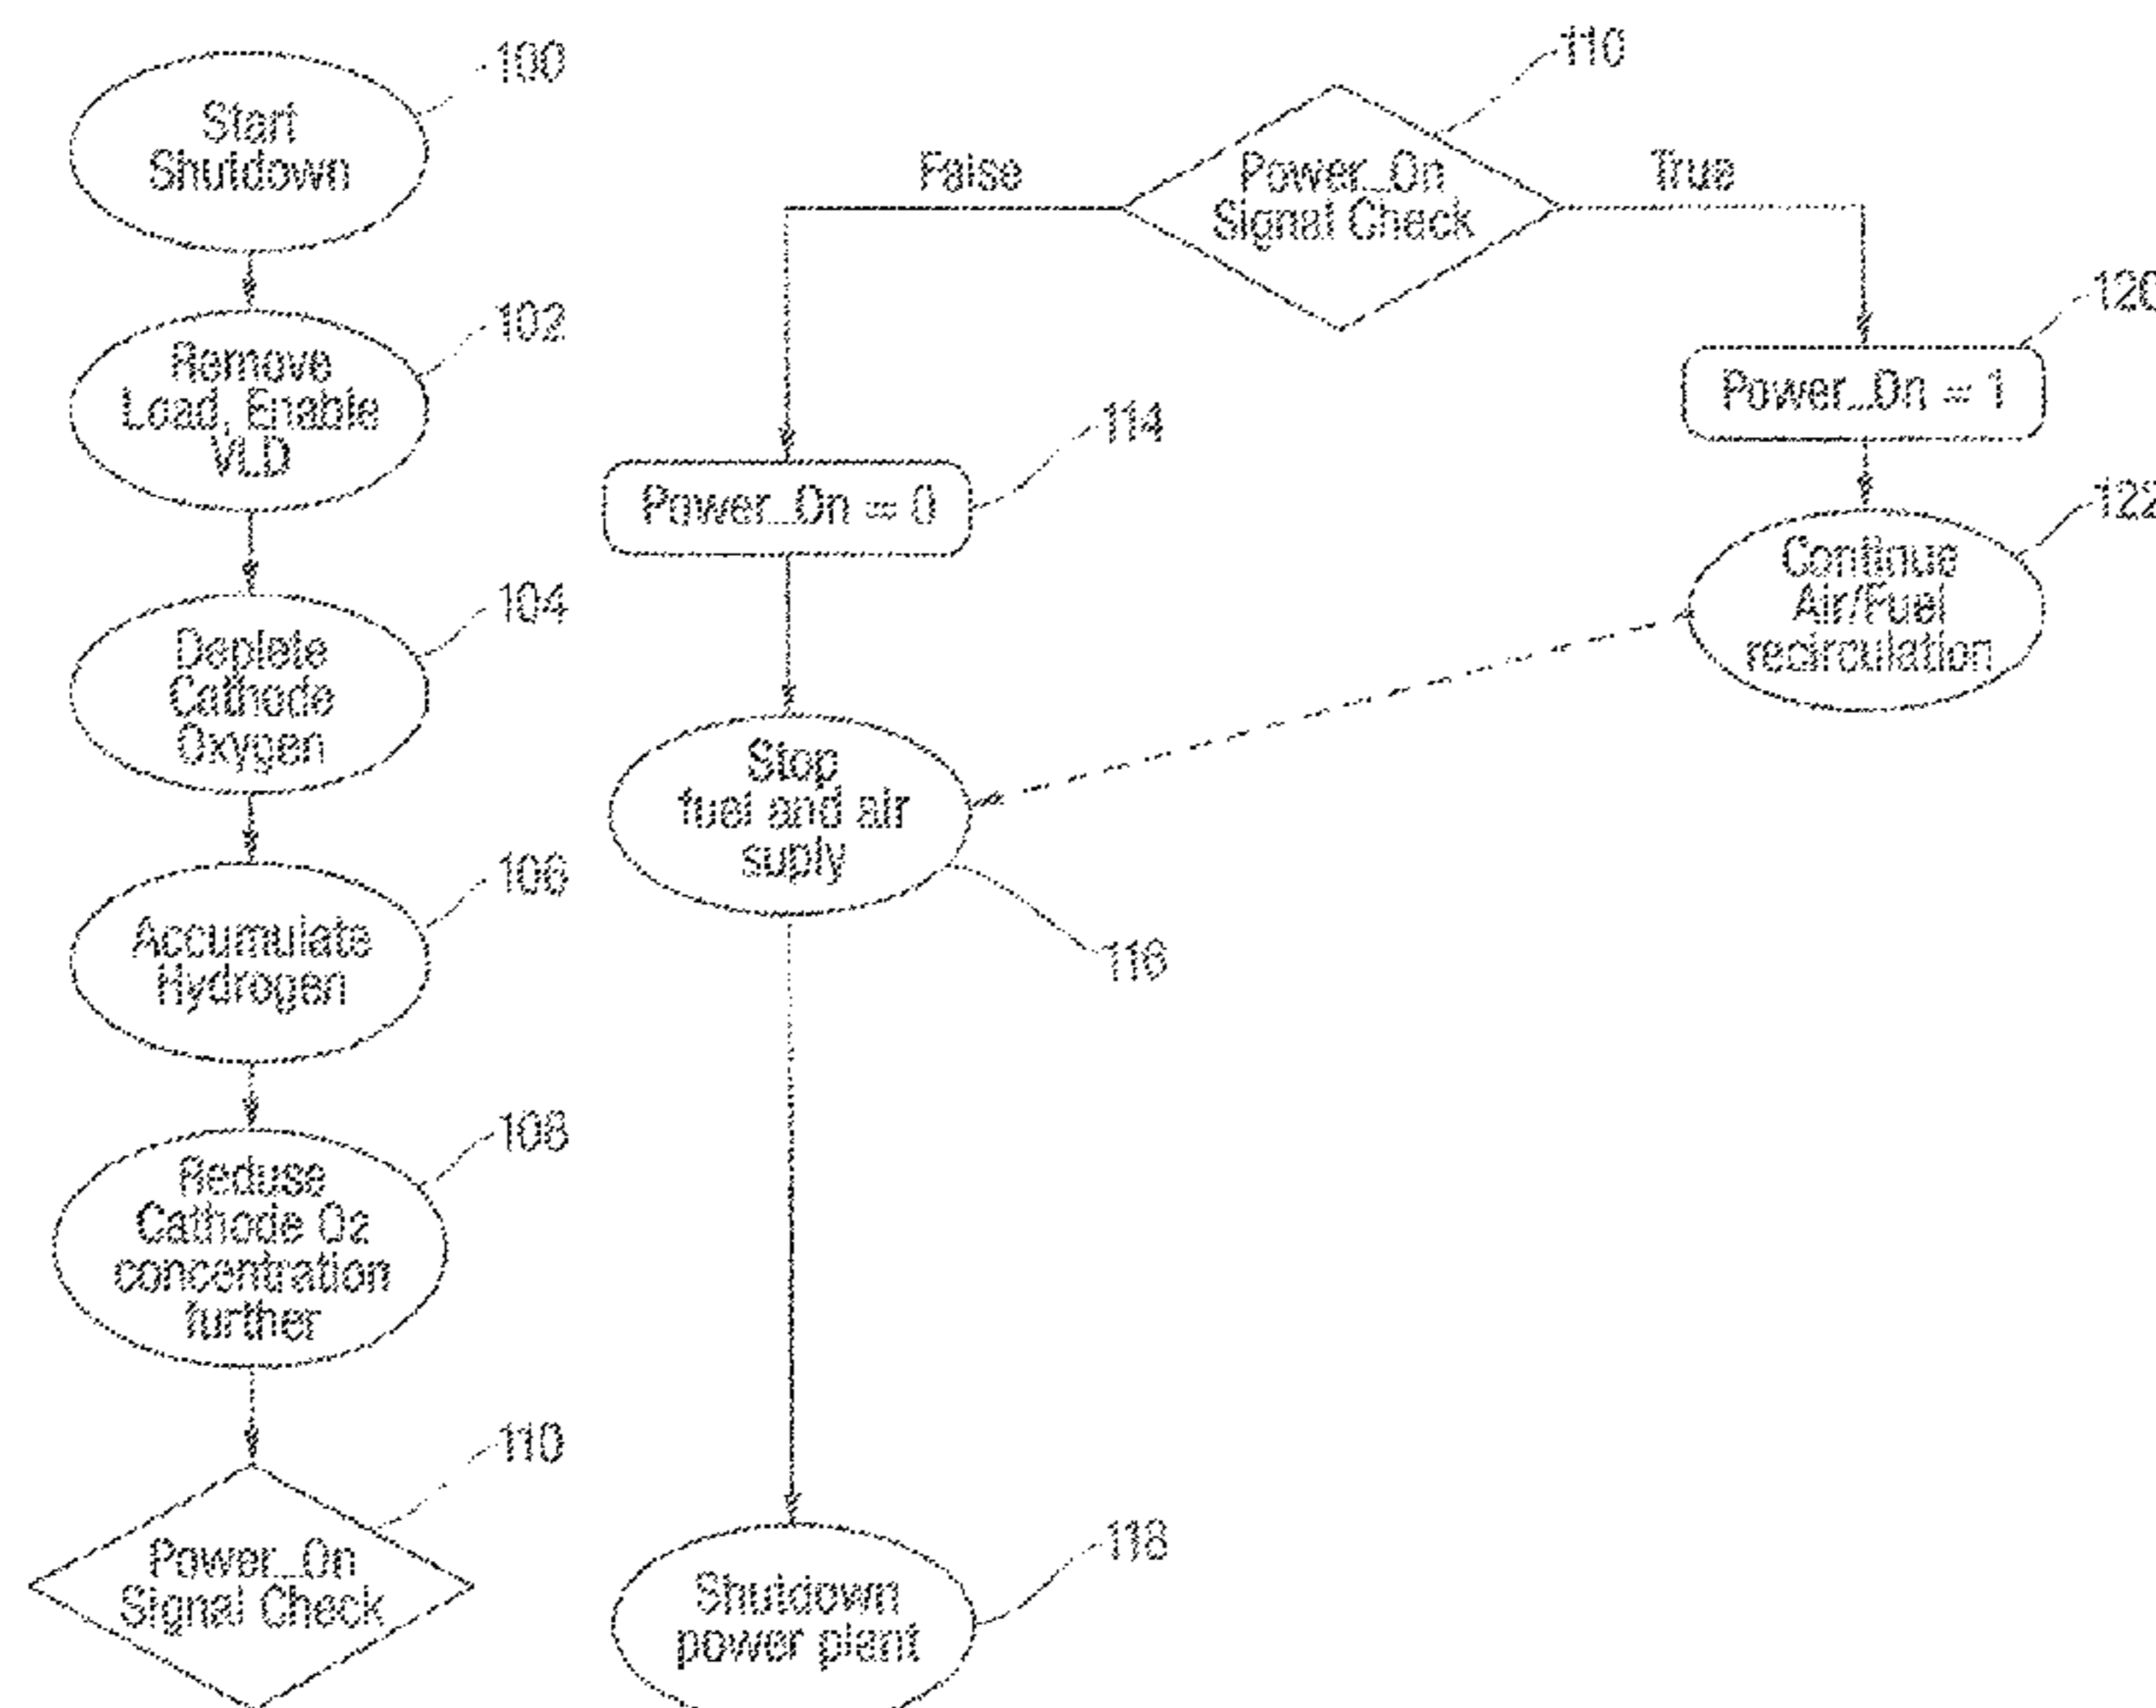 100
Start
Shutdown
102
Remove
Load, Enable
VLD
104
Deplete
Cathode
Oxygen
106
Accumulate
Hydrogen
108
Reduse
Cathode O2
concentration
further
110
Power_On
Signal Check
110
Power_On
Signal Check
False
True
114
Power_On = 0
Stop
fuel and air
suply
116
118
Shutdown
power plant
120
Power_On = 1
122
Continue
Air/Fuel
recirculation